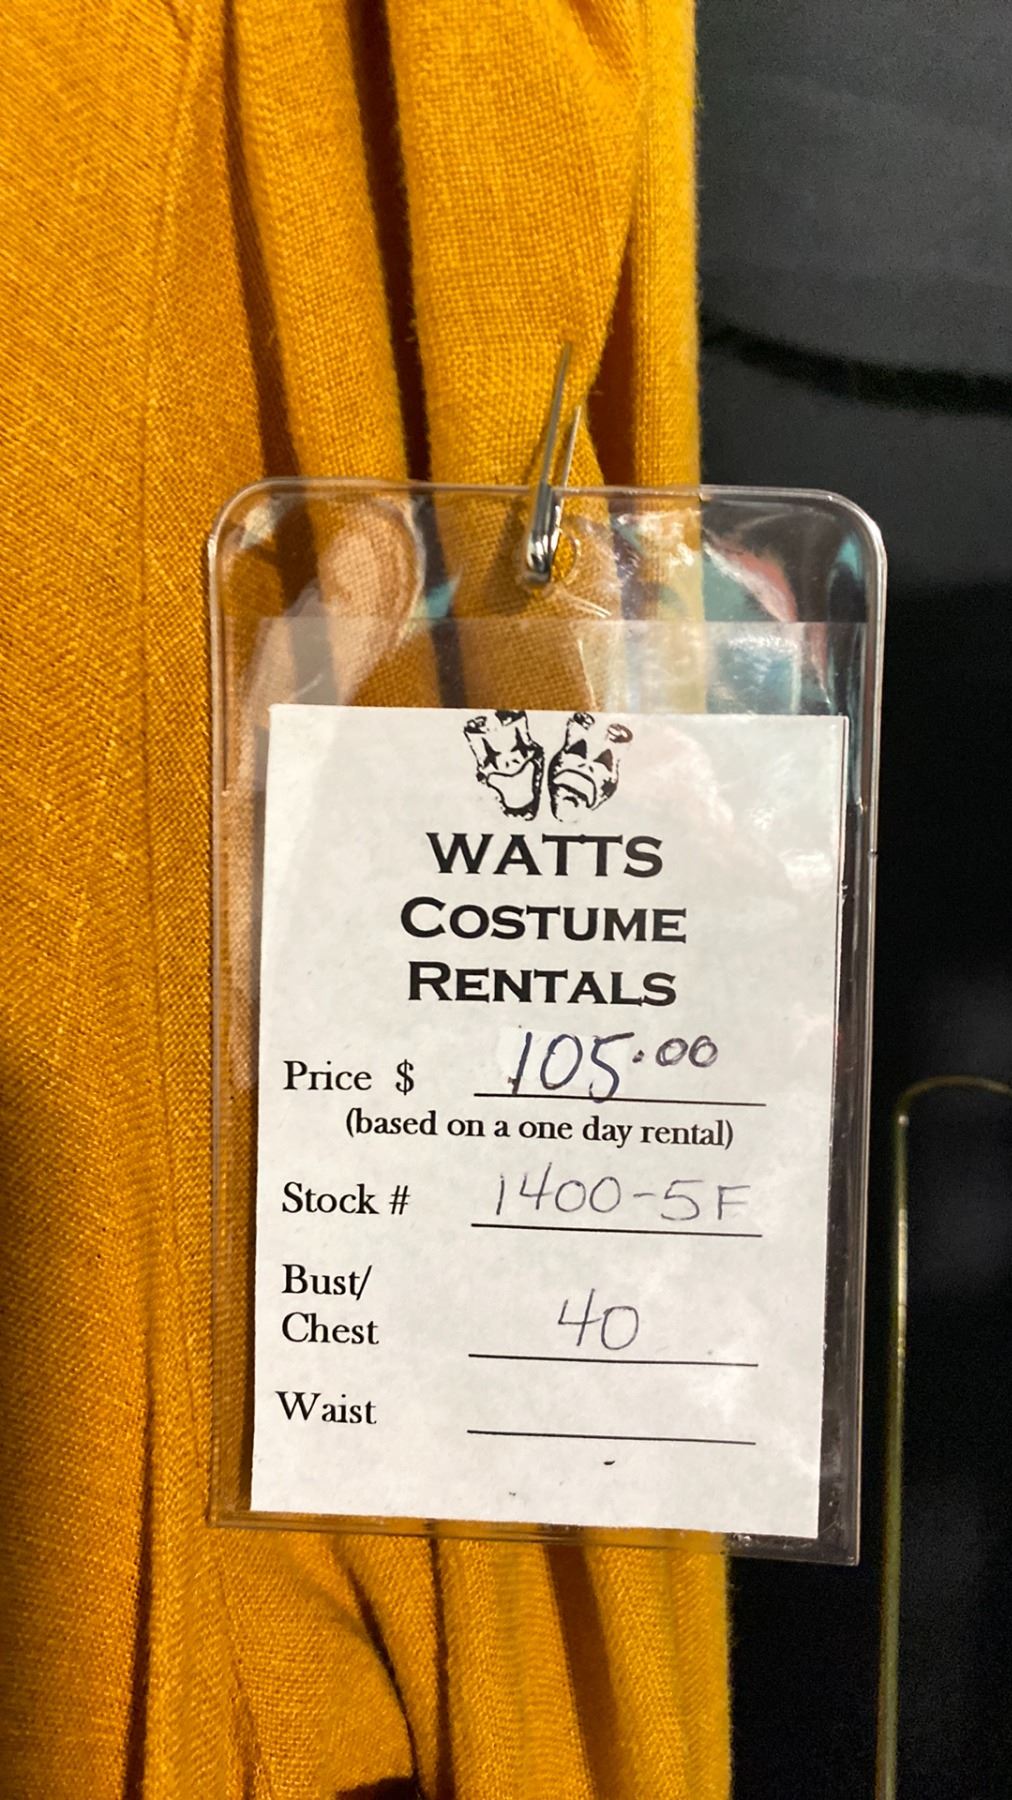 WATTS
COSTUME
RENTALS
Price $ 105.00
(based on a one day rental)
Stock # 1400-5F
Bust/
Chest 40
Waist